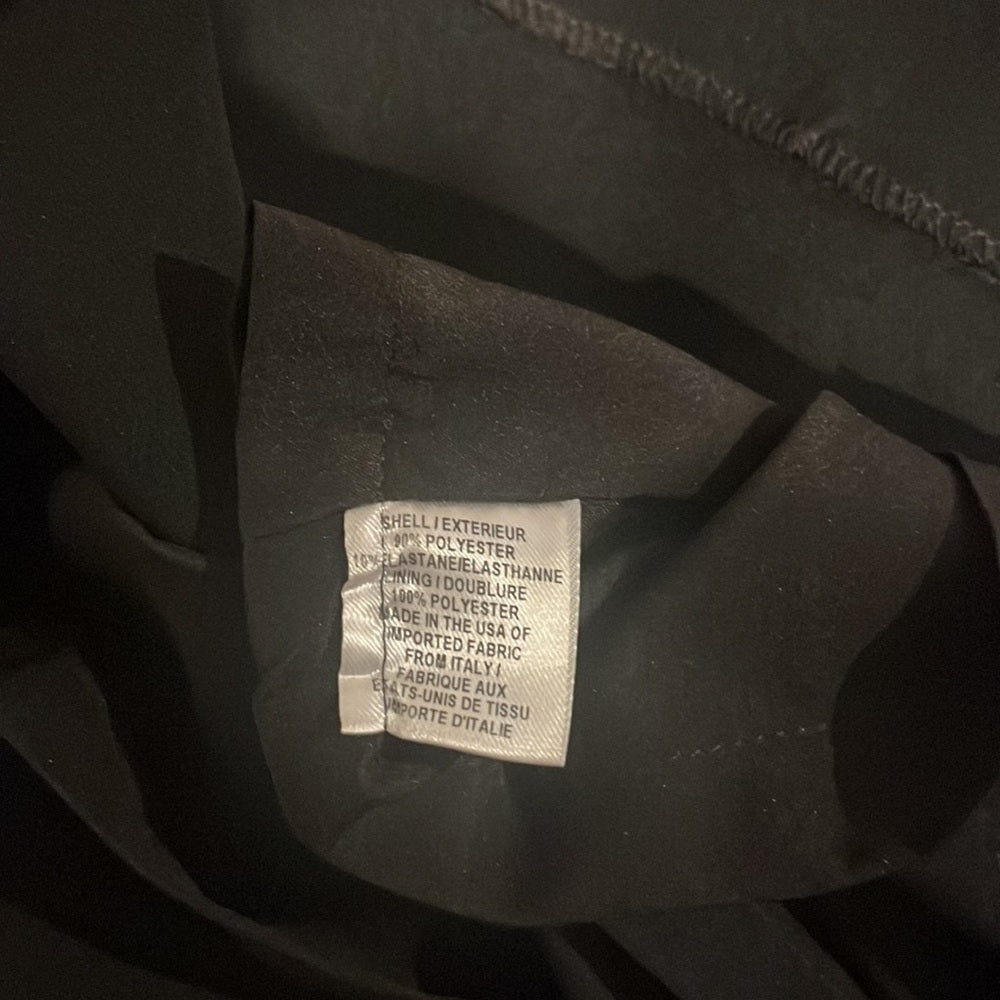 SHELL / EXTERIEUR
90% POLYESTER
10% ELASTANE/ELASTHANNE
LINING / DOUBLURE
100% POLYESTER
MADE IN THE USA OF
IMPORTED FABRIC
FROM ITALY /
FABRIQUE AUX
ETATS-UNIS DE TISSU
IMPORTE D'ITALIE